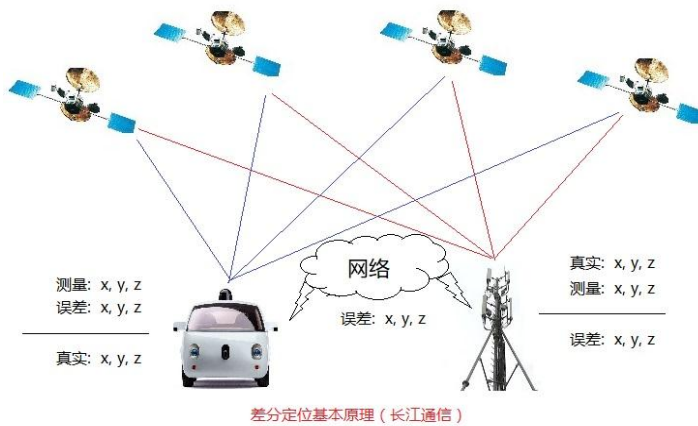 网络
测量: x, y, z
误差: x, y, z
真实: x, y, z
误差: x, y, z
真实: x, y, z
测量: x, y, z
误差: x, y, z
差分定位基本原理（长江通信）